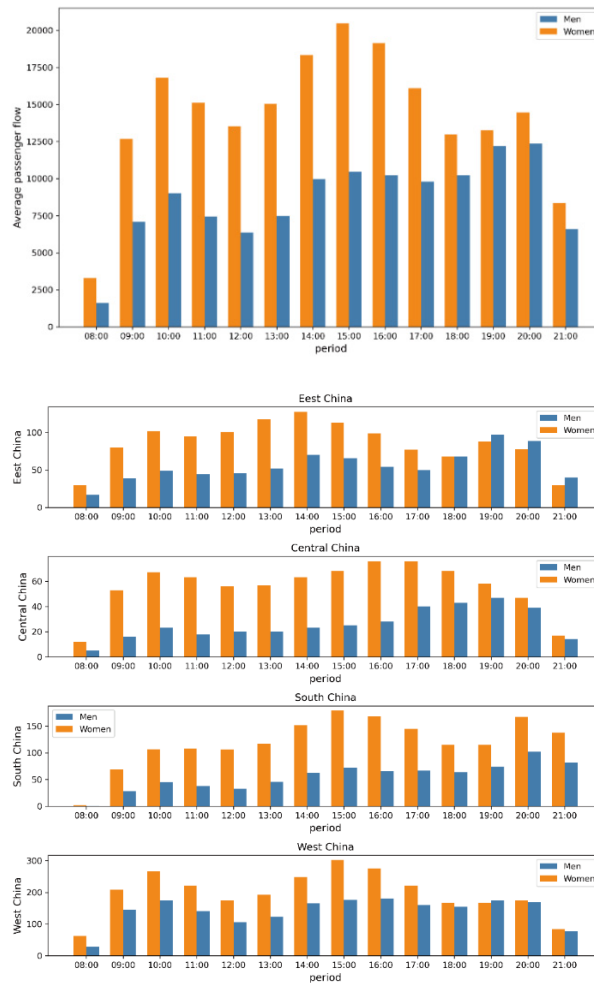 20000
17500
15000
12500
10000
7500
5000
2500
0
Average passenger flow
Men
Women
08:00 09:00 10:00 11:00 12:00 13:00 14:00 15:00 16:00 17:00 18:00 19:00 20:00 21:00
period
Eest China
100
50
0
Eest China
Men
Women
08:00 09:00 10:00 11:00 12:00 13:00 14:00 15:00 16:00 17:00 18:00 19:00 20:00 21:00
period
Central China
60
40
20
0
Central China
Men
Women
08:00 09:00 10:00 11:00 12:00 13:00 14:00 15:00 16:00 17:00 18:00 19:00 20:00 21:00
period
South China
150
100
50
0
South China
Men
Women
08:00 09:00 10:00 11:00 12:00 13:00 14:00 15:00 16:00 17:00 18:00 19:00 20:00 21:00
period
West China
300
200
100
0
West China
Men
Women
08:00 09:00 10:00 11:00 12:00 13:00 14:00 15:00 16:00 17:00 18:00 19:00 20:00 21:00
period